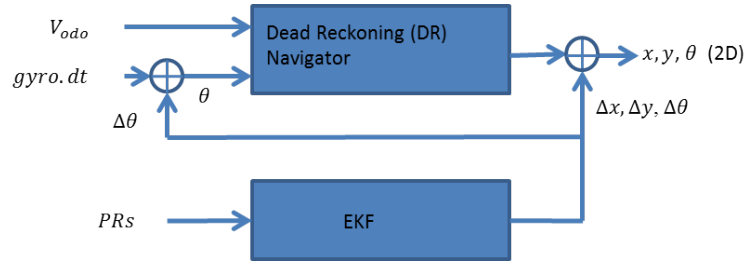 V_odo
Dead Reckoning (DR)
Navigator
gyro.dt
θ
x, y, θ (2D)
Δθ
Δx, Δy, Δθ
PRs
EKF